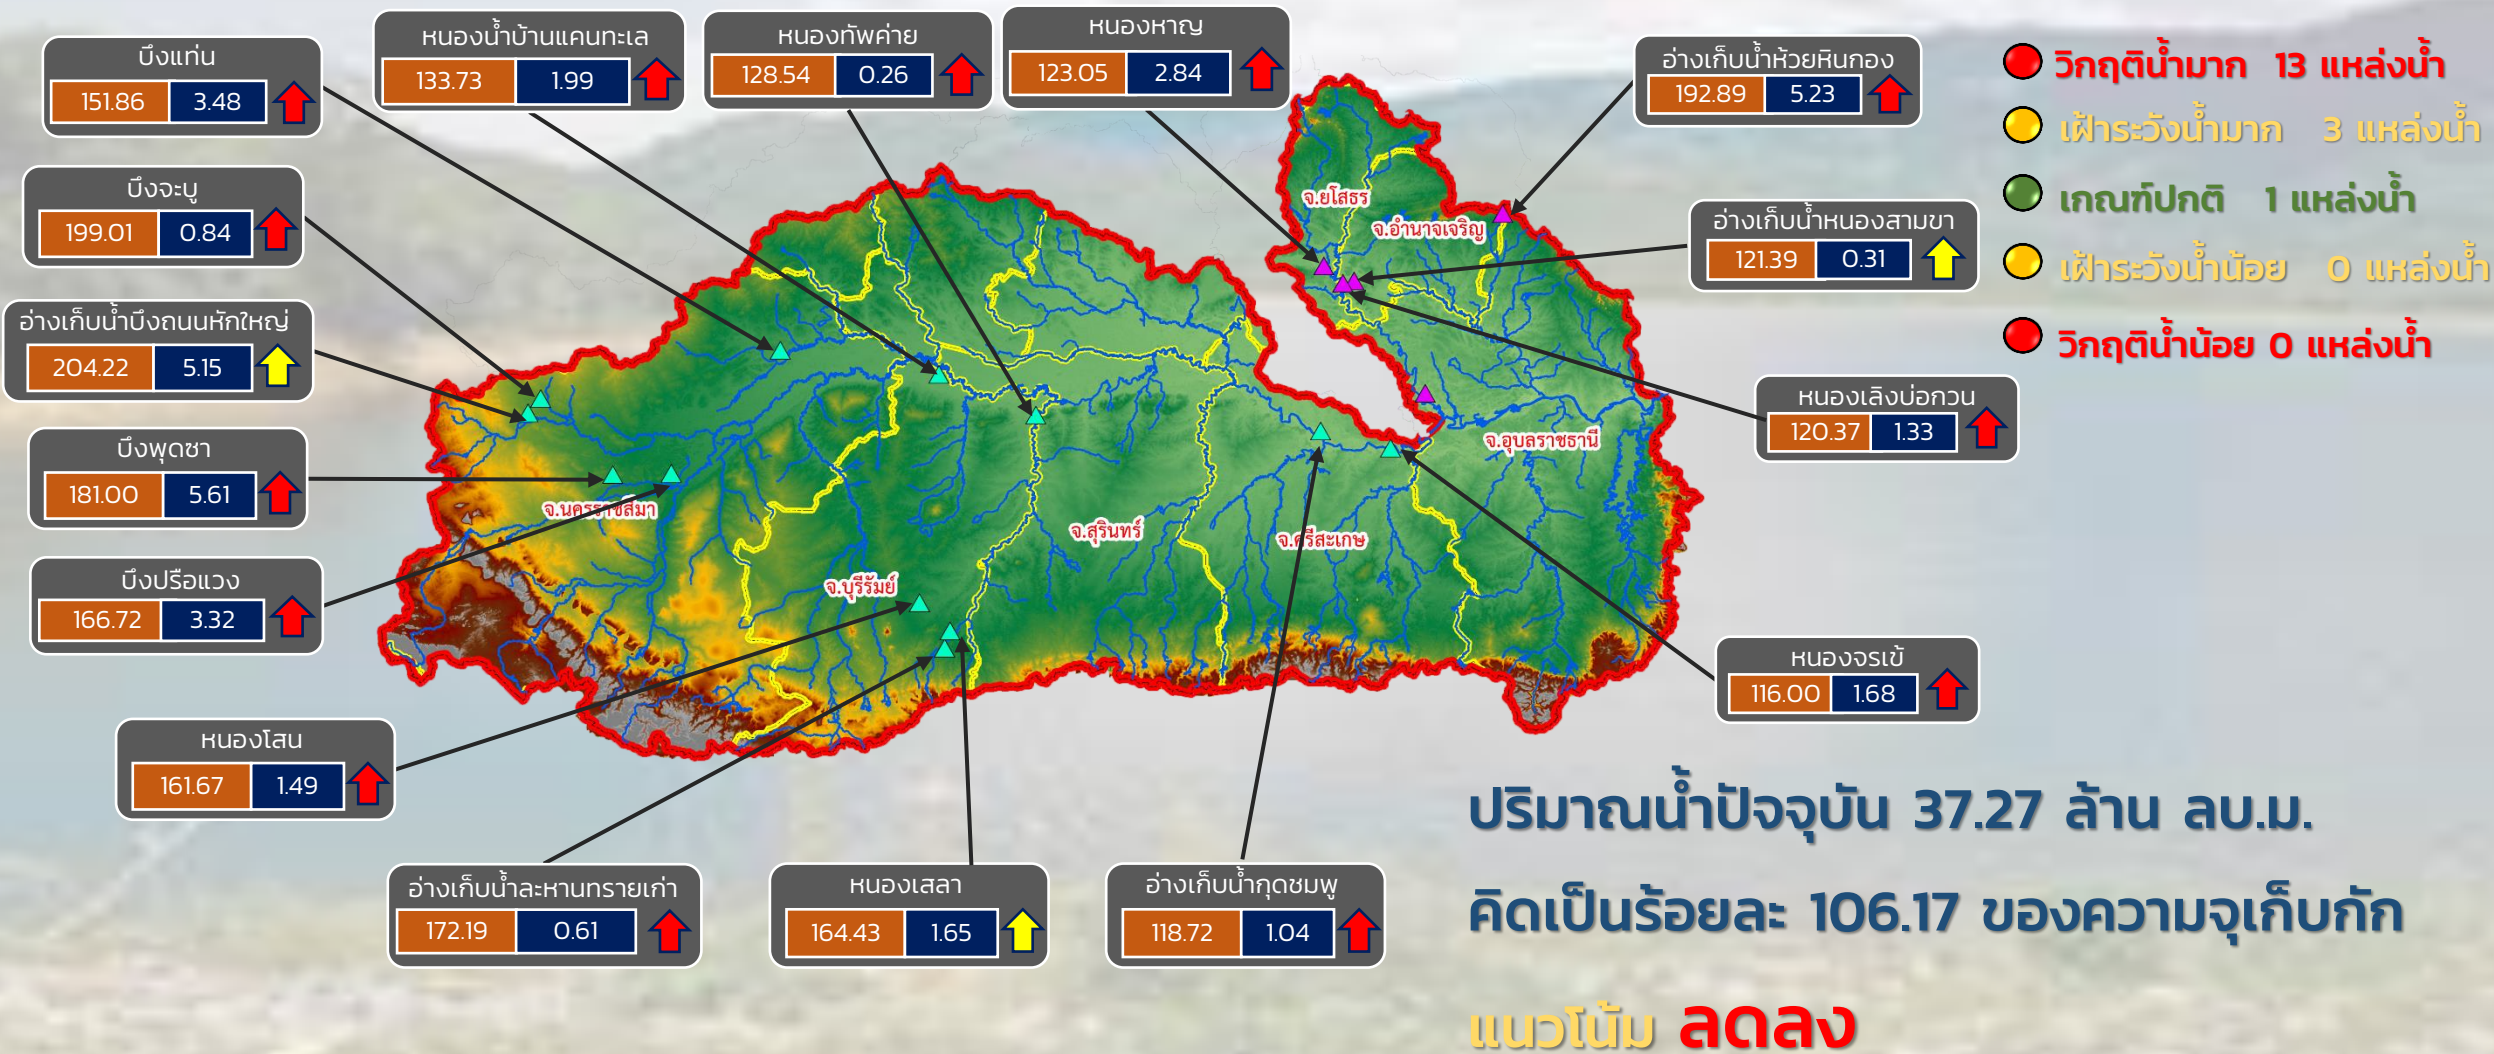 บึงแท่น
151.86 3.48
หนองน้ำบ้านแคนทะเล
133.73 1.99
หนองทัพค่าย
128.54 0.26
หนองหาญ
123.05 2.84
อ่างเก็บน้ำห้วยหินกอง
192.89 5.23
วิกฤติน้ำมาก 13 แหล่งน้ำ
เฝ้าระวังน้ำมาก 3 แหล่งน้ำ
เกณฑ์ปกติ 1 แหล่งน้ำ
เฝ้าระวังน้ำน้อย 0 แหล่งน้ำ
วิกฤติน้ำน้อย 0 แหล่งน้ำ
บึงจะบู
199.01 0.84
อ่างเก็บน้ำหนองสามขา
121.39 0.31
อ่างเก็บน้ำบึงถนนหักใหญ่
204.22 5.15
หนองเลิงบ่อกวน
120.37 1.33
บึงพุดซา
181.00 5.61
บึงปรือแวง
166.72 3.32
จ.ยโสธร
จ.อำนาจเจริญ
จ.อุบลราชธานี
จ.นครราชสีมา
จ.สุรินทร์
จ.ศรีสะเกษ
จ.บุรีรัมย์
หนองจรเข้
116.00 1.68
หนองโสน
161.67 1.49
อ่างเก็บน้ำละหานทรายเก่า
172.19 0.61
หนองเสลา
164.43 1.65
อ่างเก็บน้ำกุดชมพู
118.72 1.04
ปริมาณน้ำปัจจุบัน 37.27 ล้าน ลบ.ม.
คิดเป็นร้อยละ 106.17 ของความจุเก็บกัก
แนวโน้ม ลดลง